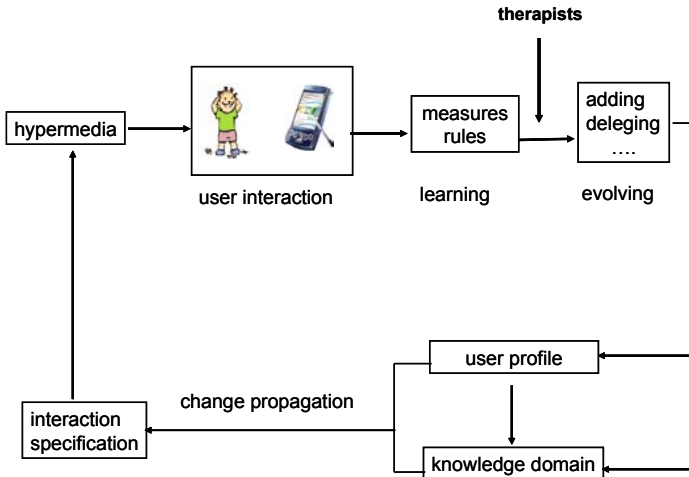 therapists
hypermedia
measures
rules
adding
deleging
....
user interaction
learning
evolving
user profile
change propagation
interaction
specification
knowledge domain